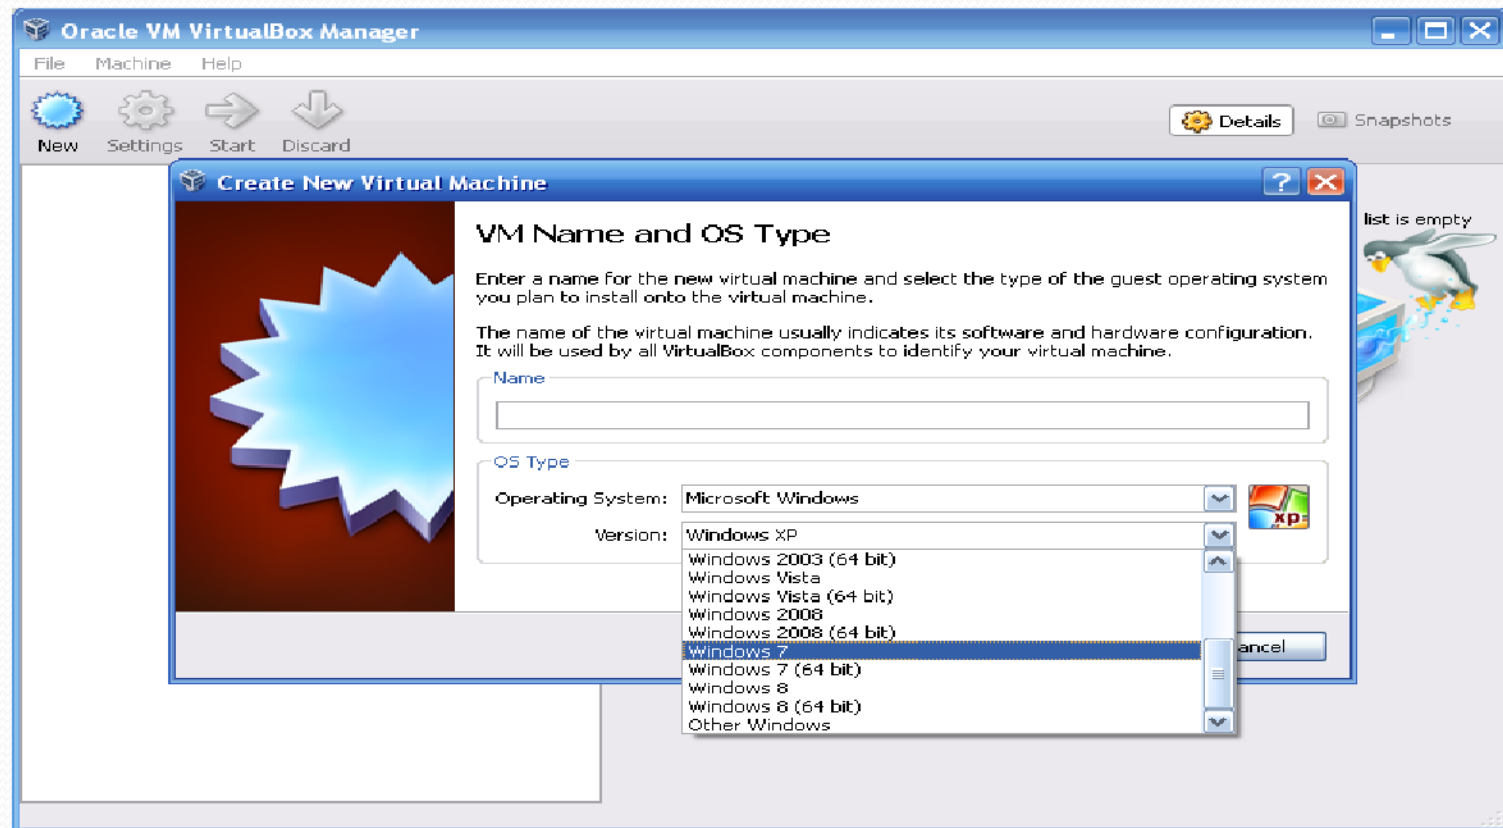 Oracle VM VirtualBox Manager
File Machine Help
New Settings Start Discard
Details Snapshots
Create New Virtual Machine
list is empty
VM Name and OS Type
Enter a name for the new virtual machine and select the type of the guest operating system
you plan to install onto the virtual machine.
The name of the virtual machine usually indicates its software and hardware configuration.
It will be used by all VirtualBox components to identify your virtual machine.
Name
OS Type
Operating System: Microsoft Windows
xp
Version: Windows XP
Windows 2003 (64 bit)
Windows Vista
Windows Vista (64 bit)
Windows 2008
Windows 2008 (64 bit)
Windows 7
ancel
Windows 7 (64 bit)
Windows 8
Windows 8 (64 bit)
Other Windows